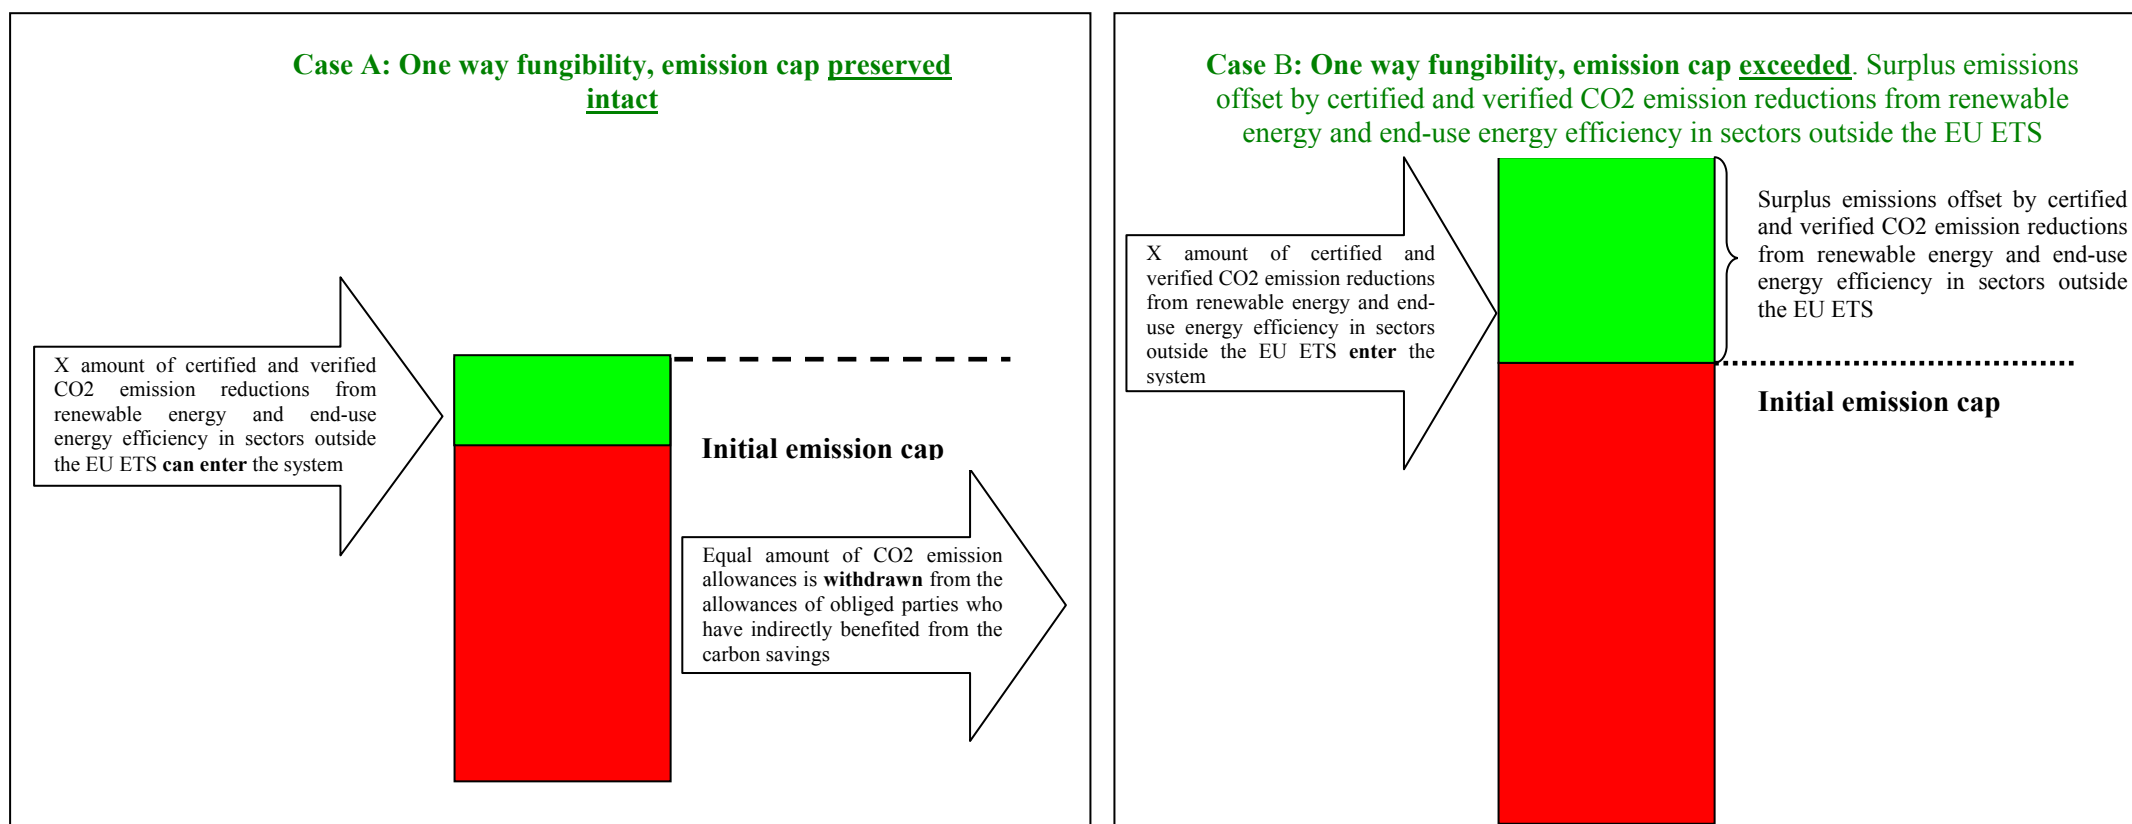 Case A: One way fungibility, emission cap preserved
intact
X amount of certified and verified
CO2 emission reductions from
renewable energy and end-use
energy efficiency in sectors outside
the EU ETS can enter the system
Initial emission cap
Equal amount of CO2 emission
allowances is withdrawn from the
allowances of obliged parties who
have indirectly benefited from the
carbon savings
Case B: One way fungibility, emission cap exceeded. Surplus emissions
offset by certified and verified CO2 emission reductions from renewable
energy and end-use energy efficiency in sectors outside the EU ETS
X amount of certified and
verified CO2 emission reductions
from renewable energy and end-
use energy efficiency in sectors
outside the EU ETS enter the
system
Surplus emissions offset by certified
and verified CO2 emission reductions
from renewable energy and end-use
energy efficiency in sectors outside
the EU ETS
Initial emission cap